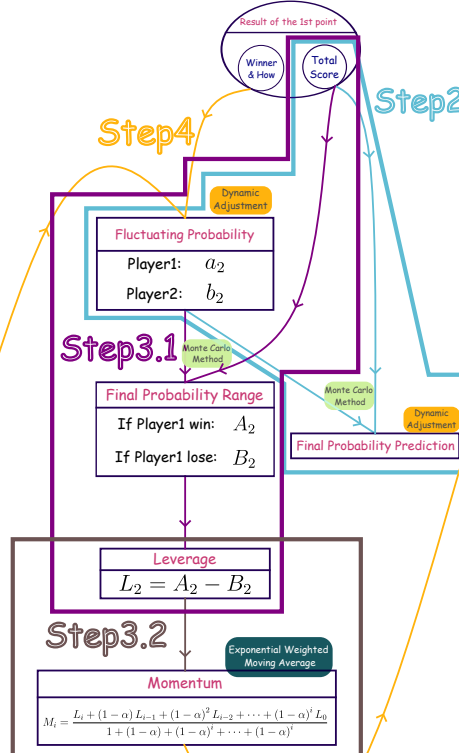 Result of the 1st point
Winner
& How
Total
Score
Step2
Step4
Dynamic
Adjustment
Fluctuating Probability
Player1: a₂
Player2: b₂
Step3.1
Monte Carlo
Method
Monte Carlo
Method
Final Probability Range
If Player1 win: A₂
If Player1 lose: B₂
Dynamic
Adjustment
Final Probability Prediction
Leverage
L₂ = A₂ − B₂
Step3.2
Exponential Weighted
Moving Average
Momentum
Mᵢ = \frac{Lᵢ + (1 − α) Lᵢ₋₁ + (1 − α)² Lᵢ₋₂ + ⋯ + (1 − α)ⁱ L₀}{1 + (1 − α) + (1 − α)ⁱ + ⋯ + (1 − α)ⁱ}